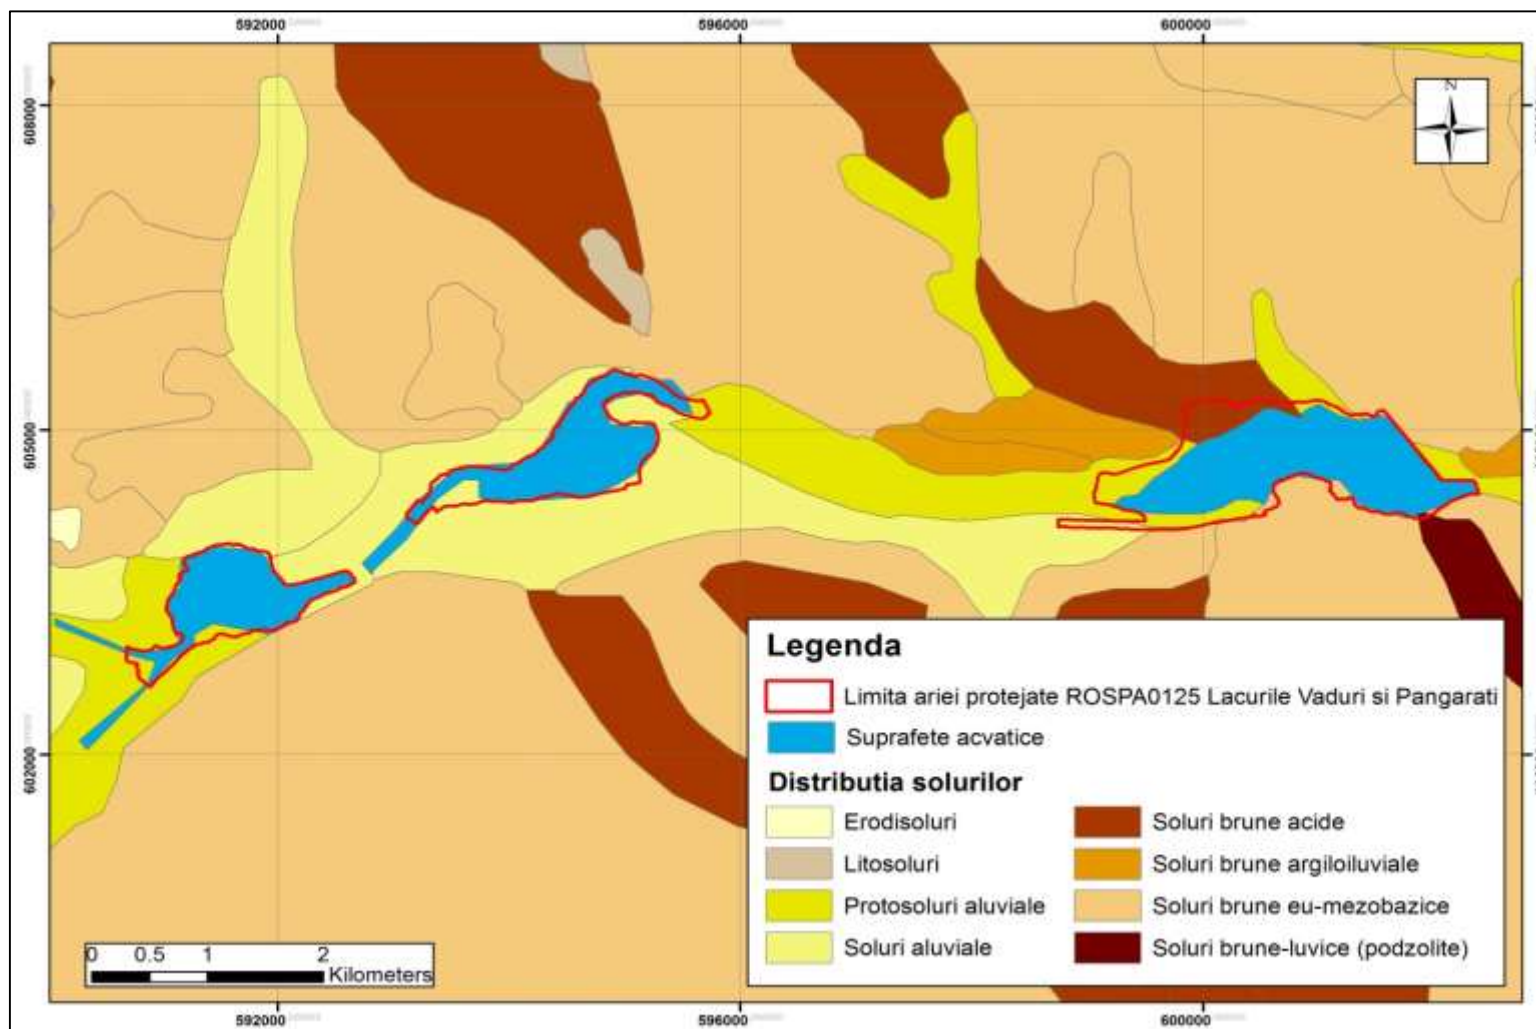 592000 596000 600000
608000
N
605000
602000
Legenda
Limita ariei protejate ROSPA0125 Lacurile Vaduri si Pangarati
Suprafete acvatice
Distributia solurilor
Erodisoluri
Litosoluri
Protosoluri aluviale
Soluri aluviale
Soluri brune acide
Soluri brune argiloiluviale
Soluri brune eu-mezobazice
Soluri brune-luvice (podzolite)
0 0.5 1 2
Kilometers
592000 596000 600000